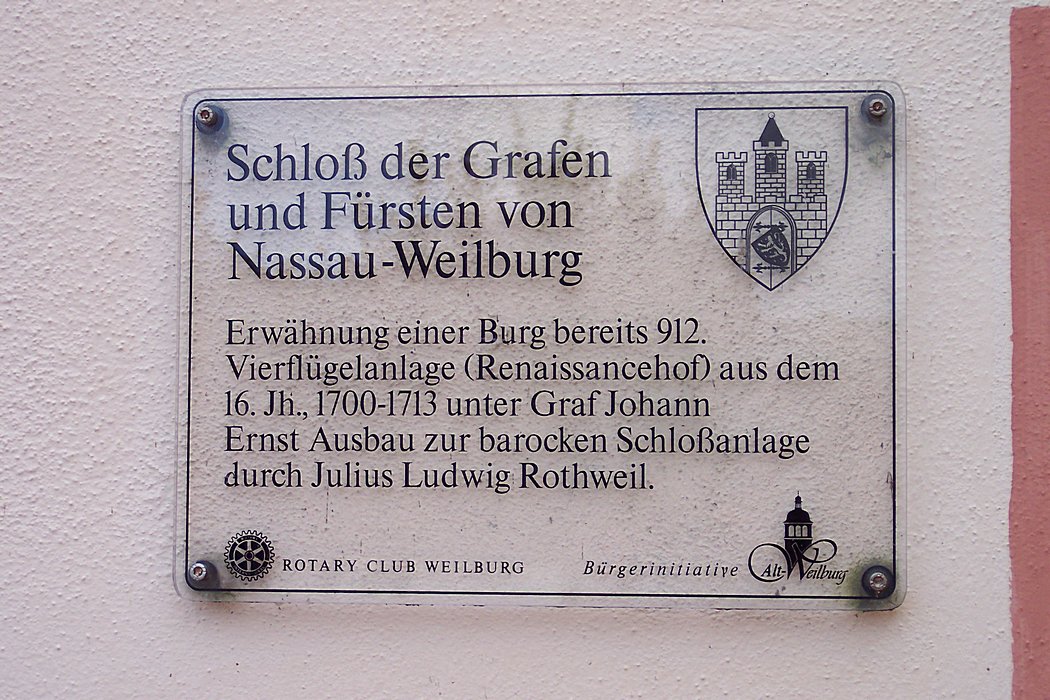 Schloß der Grafen
und Fürsten von
Nassau-Weilburg
Erwähnung einer Burg bereits 912.
Vierflügelanlage (Renaissancehof) aus dem
16. Jh., 1700-1713 unter Graf Johann
Ernst Ausbau zur barocken Schloßanlage
durch Julius Ludwig Rothweil.
ROTARY CLUB WEILBURG
Bürgerinitiative Alt-Weilburg